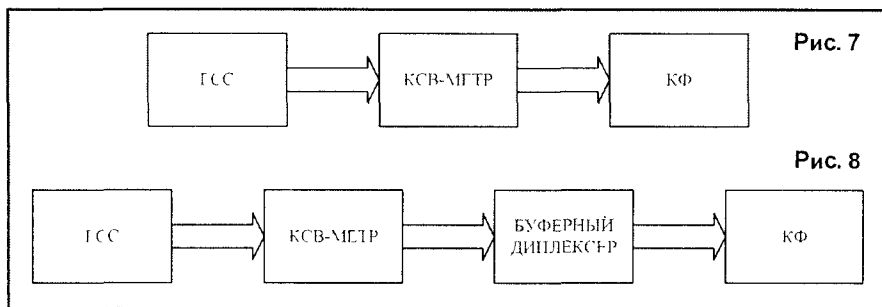 Рис. 7
ГСС
КСВ-МЕТР
КФ
Рис. 8
ГСС
КСВ-МЕТР
БУФЕРНЫЙ
ДИПЛЕКСЕР
КФ